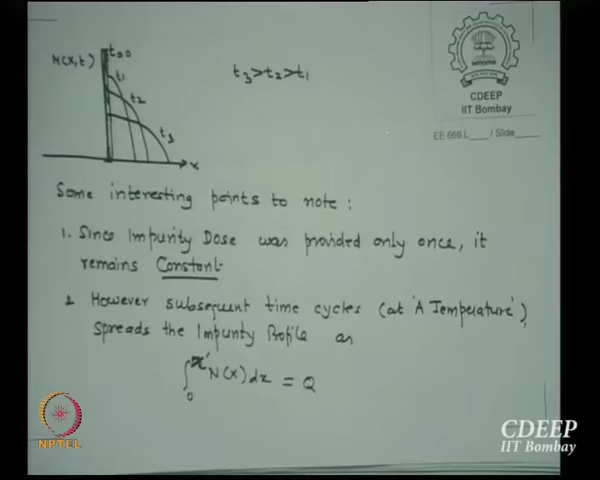 N(x,t)
t=0
t1
t2
t3
x
t3>t2>t1
CDEEP
IIT Bombay
EE 669 L___ / Slide___
Some interesting points to note :
1. Since Impurity Dose was provided only once, it
remains Constant.
2 However subsequent time cycles (at 'A Temperature'),
spreads the Impurity Profile as
∫₀^x' N(x) dx = Q
NPTEL
CDEEP
IIT Bombay